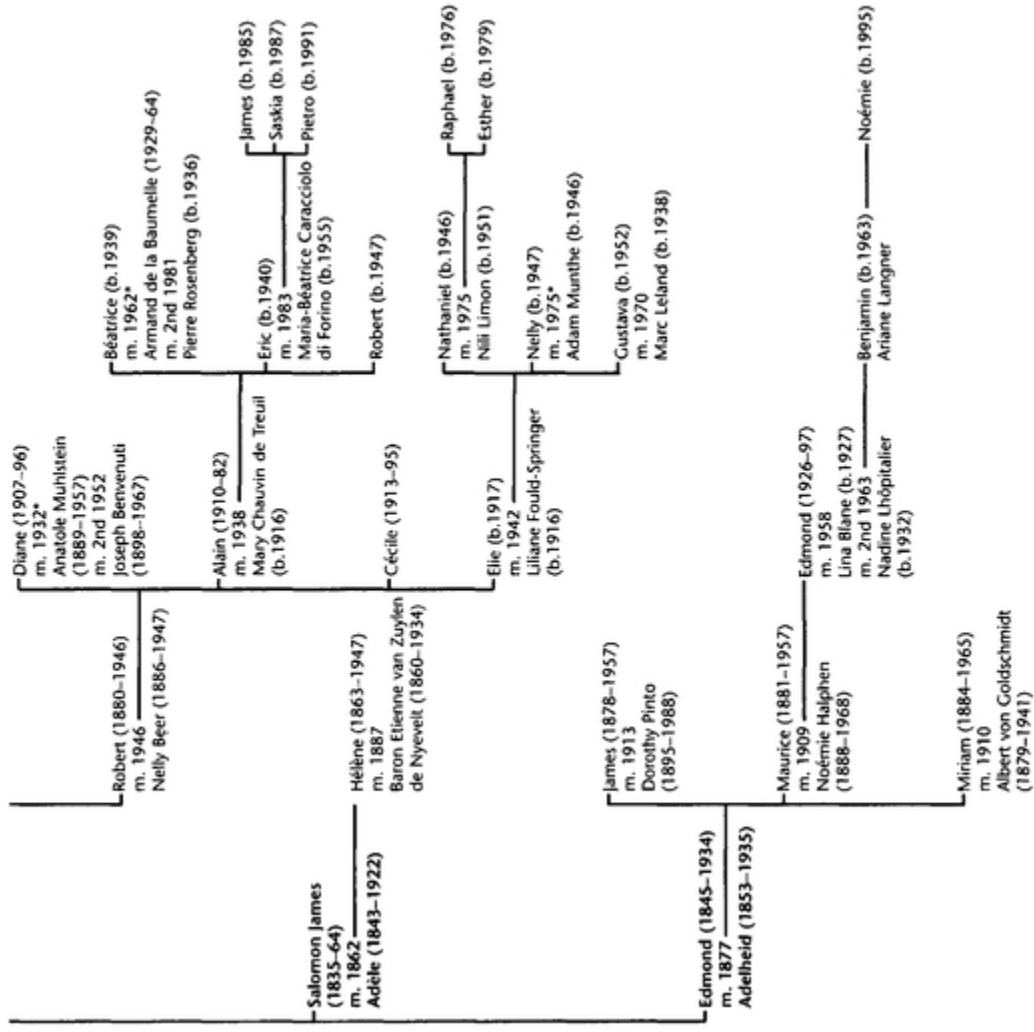 Salomon James
(1835–64)
m. 1862
Adèle (1843–1922)
Edmond (1845–1934)
m. 1877
Adelheid (1853–1935)
Robert (1880–1946)
m. 1946
Nelly Beer (1886–1947)
Hélène (1863–1947)
m. 1887
Baron Etienne van Zuylen
de Nyevelt (1860–1934)
James (1878–1957)
m. 1913
Dorothy Pinto
(1895–1988)
Maurice (1881–1957)
m. 1909
Noémie Halphen
(1888–1968)
Miriam (1884–1965)
m. 1910
Albert von Goldschmidt
(1879–1941)
Diane (1907–96)
m. 1932*
Anatole Muhlstein
(1889–1957)
m. 2nd 1952
Joseph Benvenuti
(1898–1967)
Alain (1910–82)
m. 1938
Mary Chauvin de Treuil
(b.1916)
Cécile (1913–95)
Elie (b.1917)
m. 1942
Liliane Fould-Springer
(b.1916)
Edmond (1926–97)
m. 1958
Lina Blane (b.1927)
m. 2nd 1963
Nadine Lhôpitalier
(b.1932)
Béatrice (b.1939)
m. 1962*
Armand de la Baumelle (1929–64)
m. 2nd 1981
Pierre Rosenberg (b.1936)
Eric (b.1940)
m. 1983
Maria-Béatrice Caracciolo
di Forino (b.1955)
Robert (b.1947)
Nathaniel (b.1946)
m. 1975
Nili Limon (b.1951)
Nelly (b.1947)
m. 1975*
Adam Munthe (b.1946)
Gustava (b.1952)
m. 1970
Marc Leland (b.1938)
Benjamin (b.1963)
Ariane Langner
James (b.1985)
Saskia (b.1987)
Pietro (b.1991)
Raphael (b.1976)
Esther (b.1979)
Noémie (b.1995)